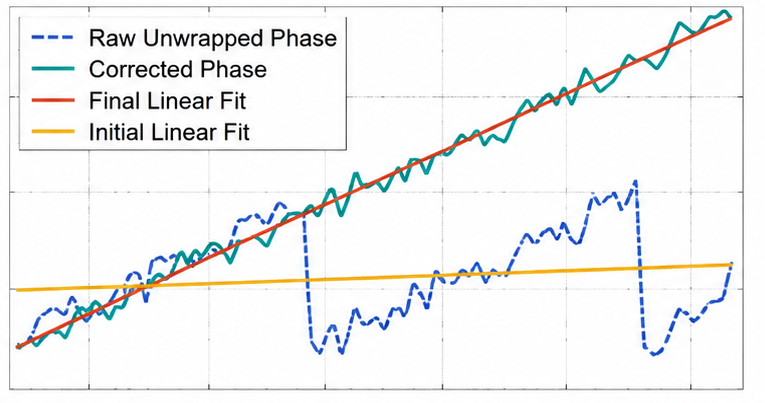 Raw Unwrapped Phase
Corrected Phase
Final Linear Fit
Initial Linear Fit